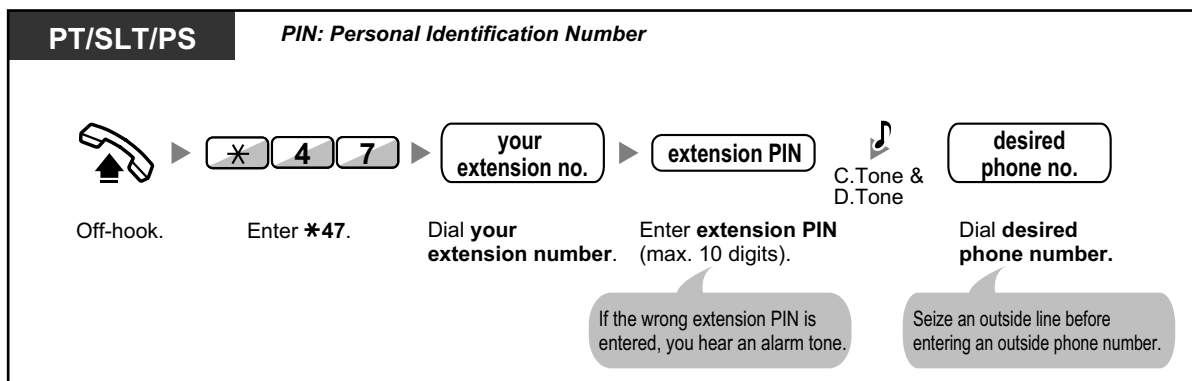 PT/SLT/PS
PIN: Personal Identification Number
✳ 4 7
your
extension no.
extension PIN
C.Tone &
D.Tone
desired
phone no.
Off-hook.
Enter ✳47.
Dial your
extension number.
Enter extension PIN
(max. 10 digits).
Dial desired
phone number.
If the wrong extension PIN is
entered, you hear an alarm tone.
Seize an outside line before
entering an outside phone number.